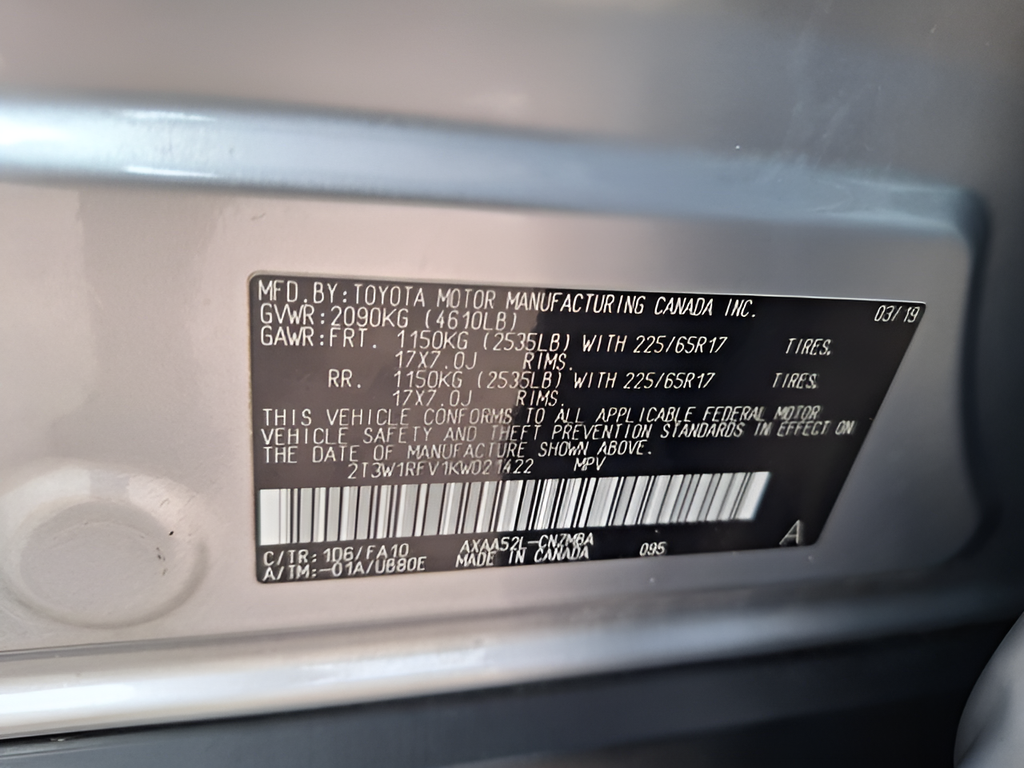 MFD.BY:TOYOTA MOTOR MANUFACTURING CANADA INC. 03/19
GVWR:2090KG (4610LB)
GAWR:FRT. 1150KG (2535LB) WITH 225/65R17 TIRES,
17X7.0J RIMS.
RR. 1150KG (2535LB) WITH 225/65R17 TIRES
17X7.0J RIMS.
THIS VEHICLE CONFORMS TO ALL APPLICABLE FEDERAL MOTOR
VEHICLE SAFETY AND THEFT PREVENTION STANDARDS IN EFFECT ON
THE DATE OF MANUFACTURE SHOWN ABOVE.
2T3W1RFV1KW021422 MPV
C/TR:1D6/FA10 AXAA52L-CNZMBA 095 A
A/TM:-01A/UB80E MADE IN CANADA